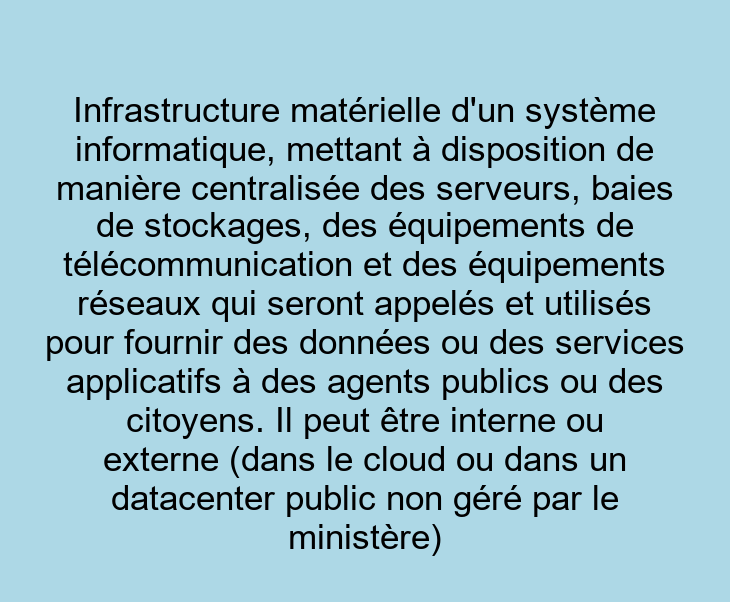 Infrastructure matérielle d'un système
informatique, mettant à disposition de
manière centralisée des serveurs, baies
de stockages, des équipements de
télécommunication et des équipements
réseaux qui seront appelés et utilisés
pour fournir des données ou des services
applicatifs à des agents publics ou des
citoyens. Il peut être interne ou
externe (dans le cloud ou dans un
datacenter public non géré par le
ministère)